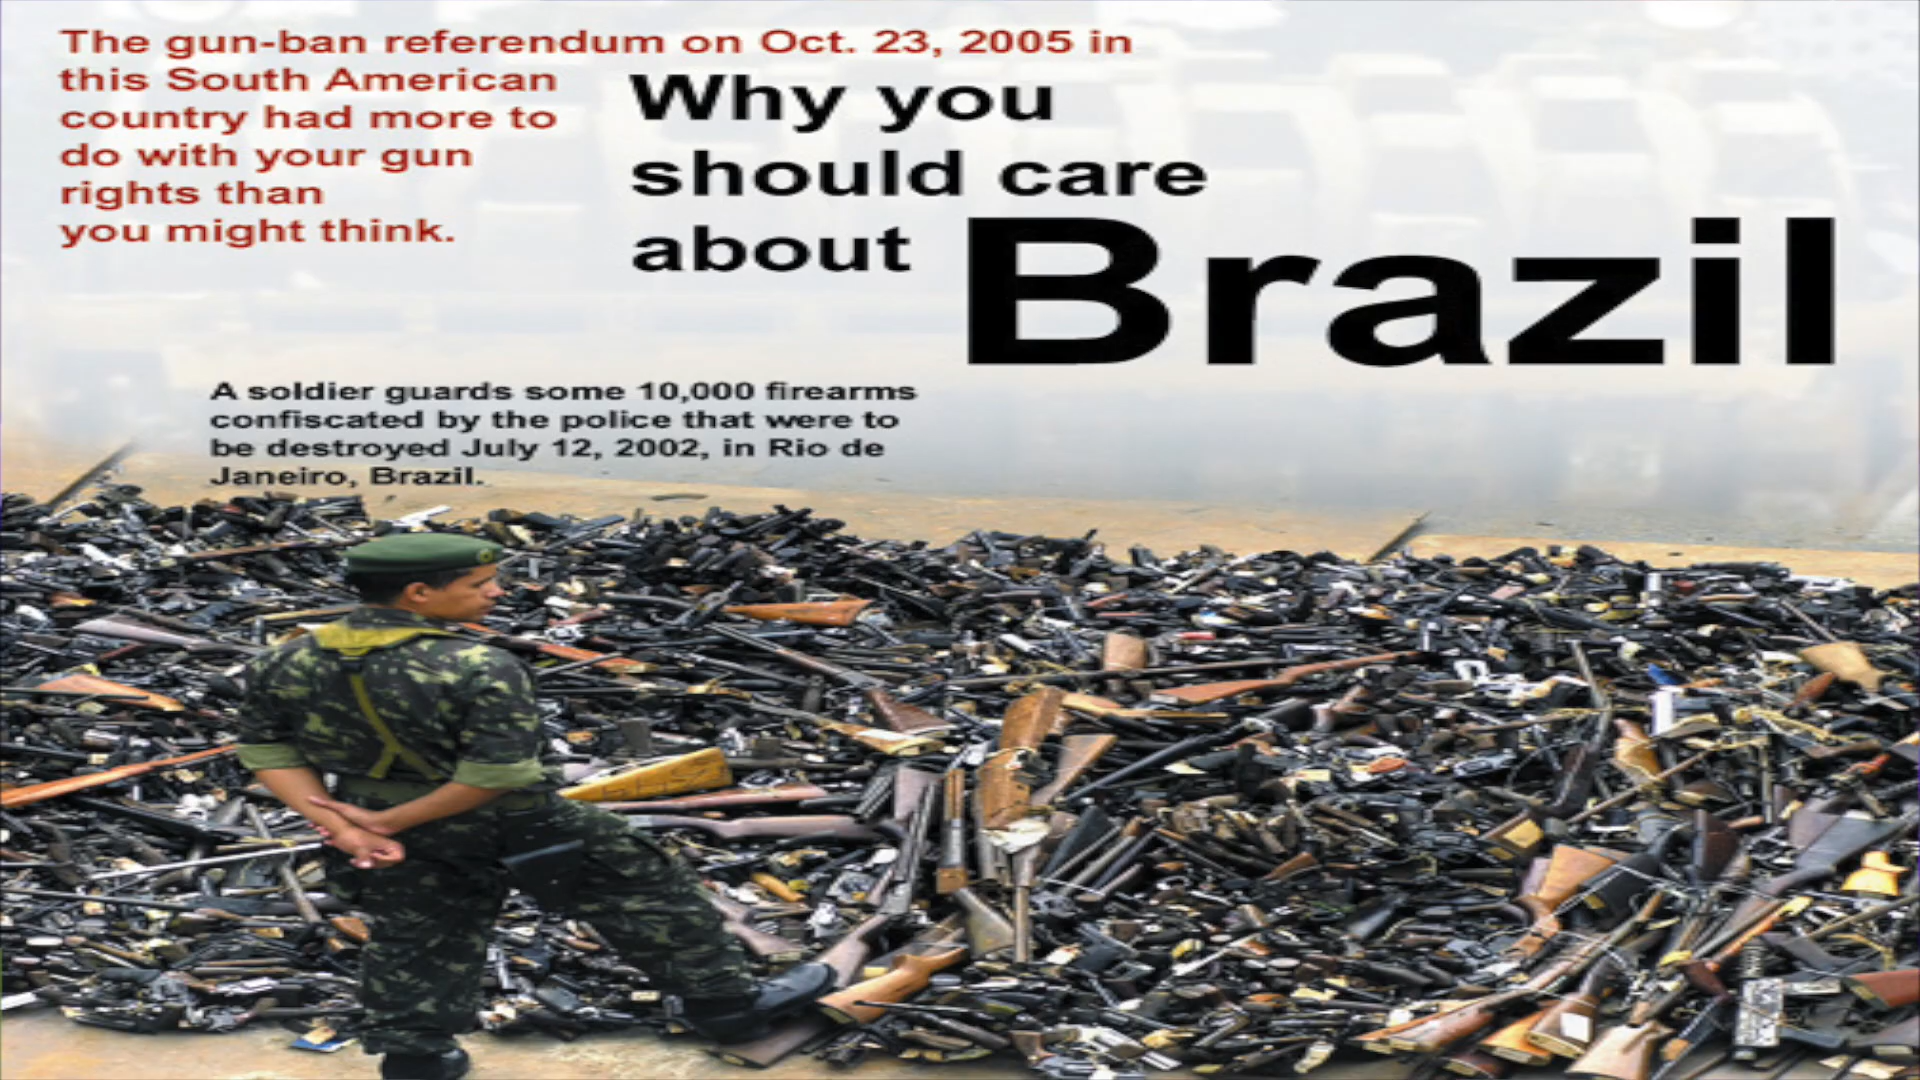 The gun-ban referendum on Oct. 23, 2005 in
this South American
country had more to
do with your gun
rights than
you might think.
Why you
should care
about Brazil
A soldier guards some 10,000 firearms
confiscated by the police that were to
be destroyed July 12, 2002, in Rio de
Janeiro, Brazil.